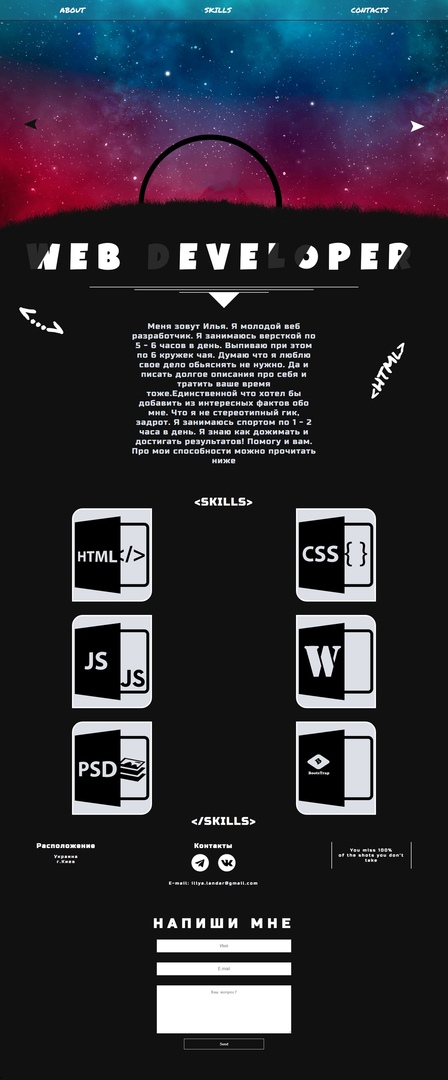 ABOUT
SKILLS
CONTACTS
WEB DEVELOPER
<...>
<HTML>
Меня зовут Илья. Я молодой веб
разработчик. Я занимаюсь версткой по
5 - 6 часов в день. Выпиваю при этом
по 6 кружек чая. Думаю что я люблю
свое дело обьяснять не нужно. Да и
писать долгое описания про себя и
тратить ваше время
тоже.Единственной что хотел бы
добавить из интересных фактов обо
мне. Что я не стереотипный гик,
задрот. Я занимаюсь спортом по 1 - 2
часа в день. Я знаю как дожимать и
достигать результатов! Помогу и вам.
Про мои способности можно прочитать
ниже
<SKILLS>
HTML </>
CSS { }
JS JS
W
PSD
BootsTrap
</SKILLS>
Расположение
Украина
г.Киев
Контакты
E-mail: iliya.landar@gmail.com
You miss 100%
of the shots you don't
take
НАПИШИ МНЕ
Имя
E-mail
Ваш вопрос?
Send